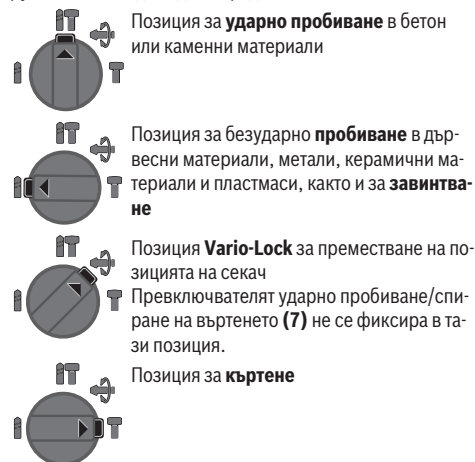 Позиция за ударно пробиване в бетон
или каменни материали
Позиция за безударно пробиване в дър-
весни материали, метали, керамични ма-
териали и пластмаси, както и за завинтва-
не
Позиция Vario-Lock за преместване на по-
зицията на секач
Превключвателят ударно пробиване/спи-
ране на въртенето (7) не се фиксира в та-
зи позиция.
Позиция за къртене